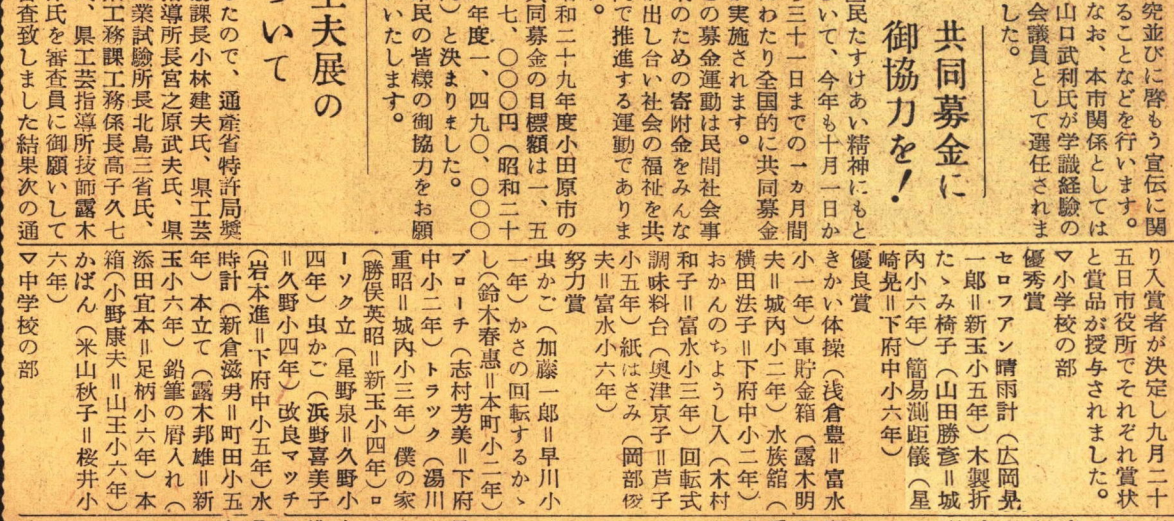 究並びに啓もう宣伝に関
ることなどを行います。
なお、本市関係としては
山口武利氏が学識経験の
会議員として選任されま
した。
共同募金に
御協力を！
国民たすけあい精神にもと
いて、今年も十月一日か
ら三十一日までの一ヵ月間
わたり全国的に共同募金
実施されます。
の募金運動は民間社会事
のための寄附金をみんな
出し合い社会の福祉を共
で推進する運動でありま
。
和二十九年度小田原市の
同募金の目標額は一、五
七、〇〇〇円（昭和二十
年度一、四九〇、〇〇〇
）と決まりました。
民の皆様の御協力をお願
いたします。
工夫展の
いて
したので、通産省特許局奨
課長小林建夫氏、県工芸
指導所長宮之原武夫氏、県
業試験所長北島三省氏、
工務課工務係長高子久七
、県工芸指導所技師露木
氏を審査員に御願いして
審査致しました結果次の通
り入賞者が決定し九月二十
五日市役所でそれぞれ賞状
と賞品が授与されました。
▽小学校の部
優秀賞
セロフアン晴雨計（広岡晃
一郎＝新玉小五年）木製折
たゝみ椅子（山田勝彦＝城
内小六年）簡易測距儀（星
崎晃＝下府中小六年）
優良賞
きかい体操（浅倉豊＝富水
小一年）車貯金箱（露木明
夫＝城内小二年）水族館（
横田法子＝下府中小二年）
おかんのちようし入（木村
和子＝富水小三年）回転式
調味料台（奥津京子＝芦子
小五年）紙はさみ（岡部俊
夫＝富水小六年）
努力賞
虫かご（加藤一郎＝早川小
一年）かさの回転するかゝ
し（鈴木春惠＝本町小二年）
ブローチ（志村芳美＝下府
中小二年）トラック（湯川
重昭＝城内小三年）僕の家
（勝俣英昭＝新玉小四年）ロ
ーソク立（星野泉＝久野小
四年）虫かご（浜野喜美子
＝久野小四年）改良マッチ
（岩本進＝下府中小五年）水
時計（新倉滋男＝町田小五
年）本立て（露木邦雄＝新
玉小六年）鉛筆の屑入れ（
添田宜本＝足柄小六年）本
箱（小野康夫＝山王小六年）
かばん（米山秋子＝桜井小
六年）
▽中学校の部